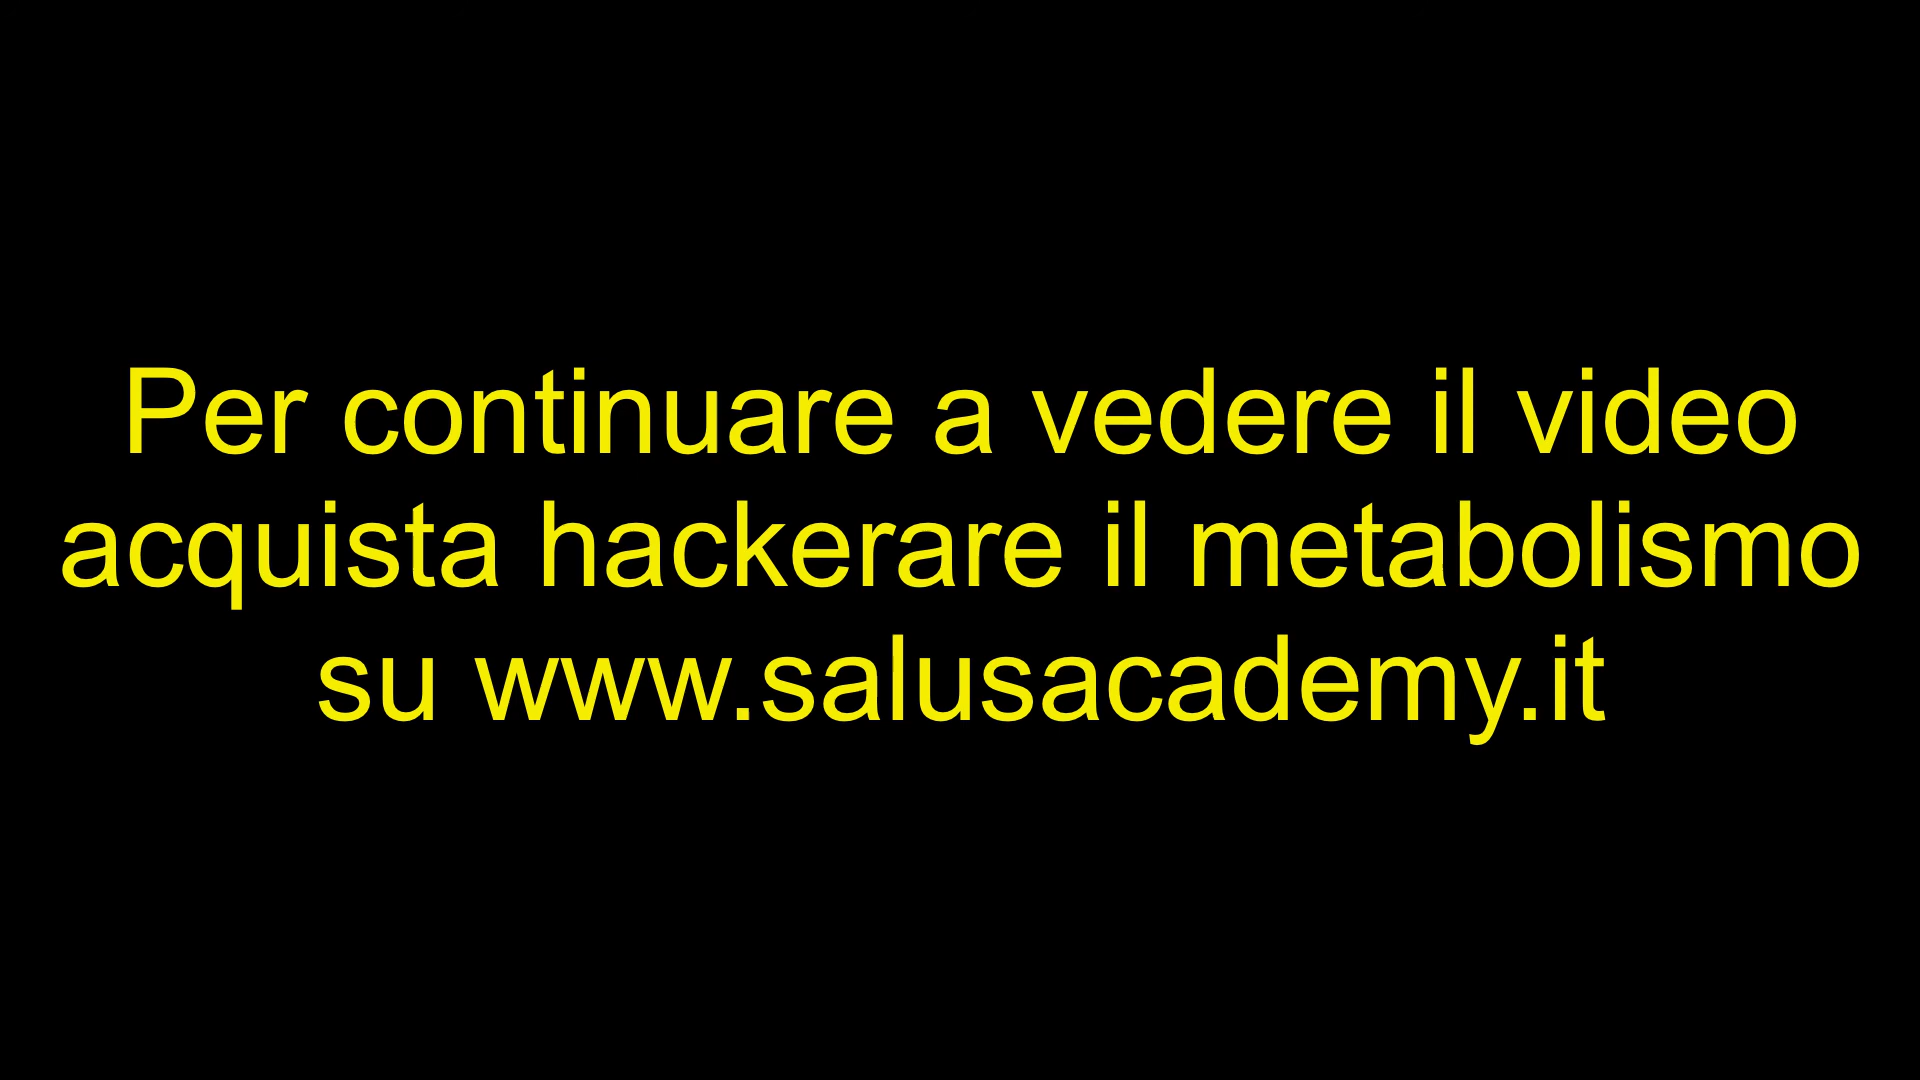 Per continuare a vedere il video
acquista hackerare il metabolismo
su www.salusacademy.it